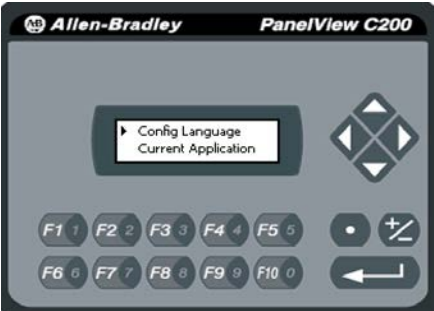 AB Allen-Bradley PanelView C200
Config Language
Current Application
F1 1 F2 2 F3 3 F4 4 F5 5 • +/-
F6 6 F7 7 F8 8 F9 9 F10 0